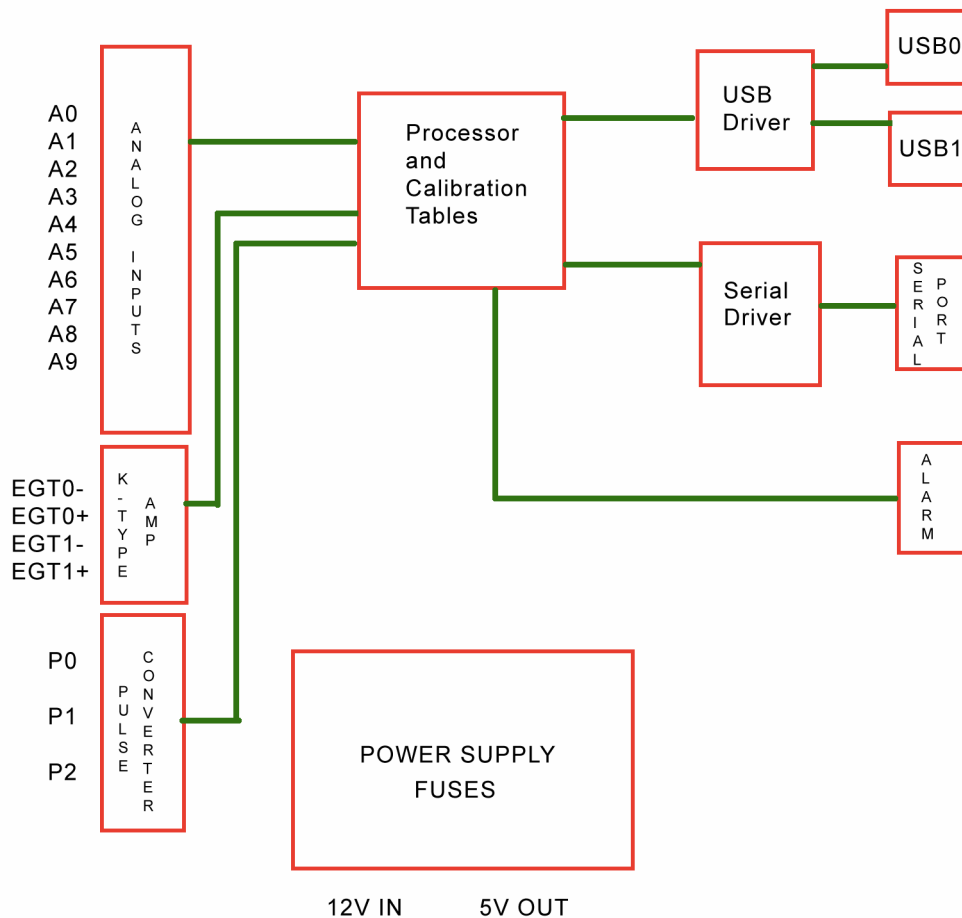 A0
A1
A2
A3
A4
A5
A6
A7
A8
A9
ANALOG INPUTS
EGT0-
EGT0+
EGT1-
EGT1+
K-TYPE
AMP
P0
P1
P2
PULSE
CONVERTER
Processor
and
Calibration
Tables
USB
Driver
USB0
USB1
Serial
Driver
SERIAL
PORT
ALARM
POWER SUPPLY
FUSES
12V IN
5V OUT